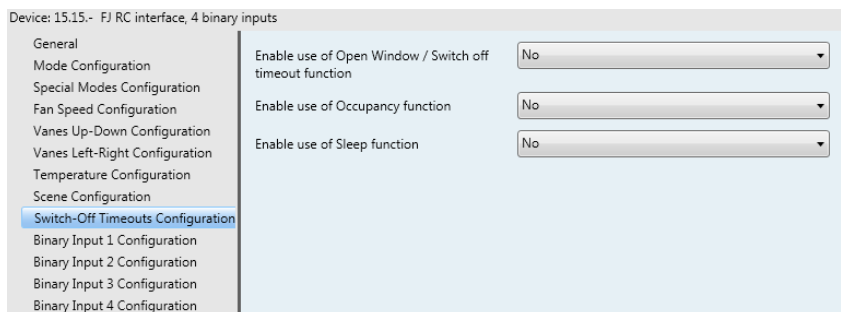 Device: 15.15.- FJ RC interface, 4 binary inputs
General
Mode Configuration
Special Modes Configuration
Fan Speed Configuration
Vanes Up-Down Configuration
Vanes Left-Right Configuration
Temperature Configuration
Scene Configuration
Switch-Off Timeouts Configuration
Binary Input 1 Configuration
Binary Input 2 Configuration
Binary Input 3 Configuration
Binary Input 4 Configuration
Enable use of Open Window / Switch off
timeout function
No
Enable use of Occupancy function
No
Enable use of Sleep function
No